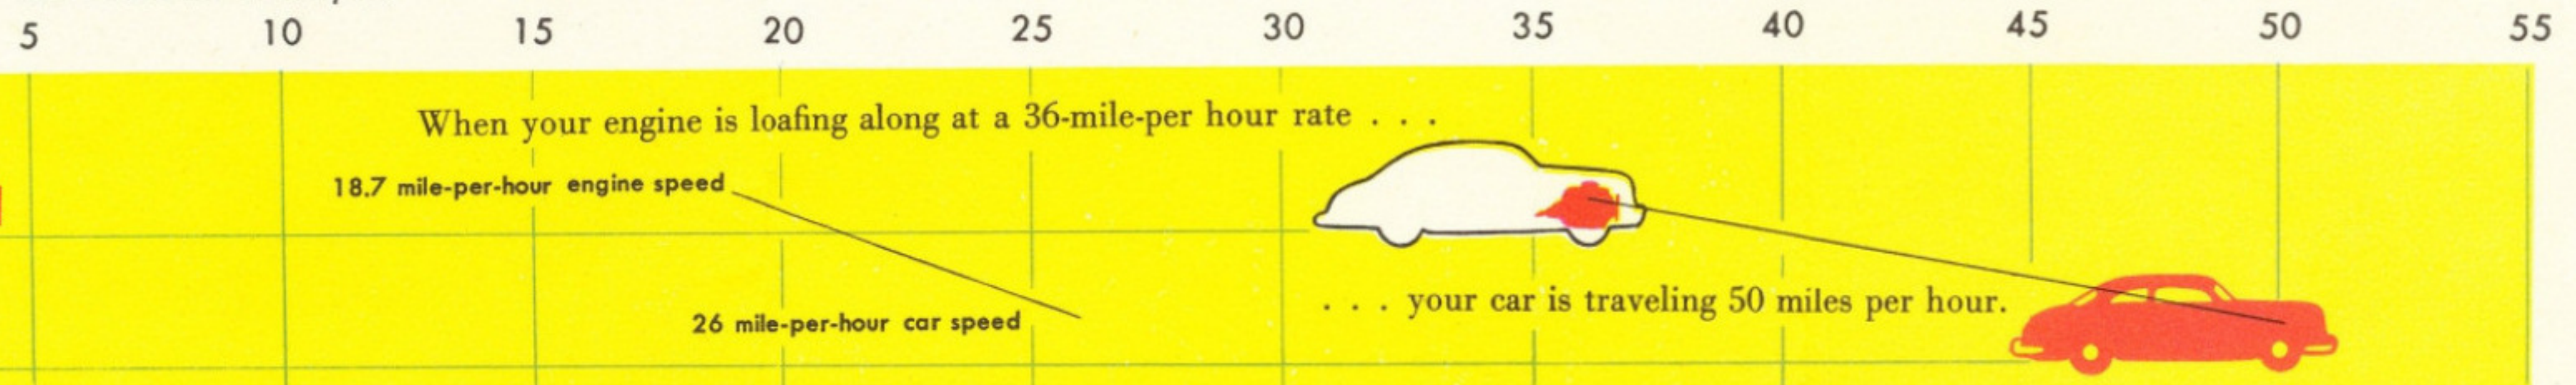 5 10 15 20 25 30 35 40 45 50 55
When your engine is loafing along at a 36-mile-per hour rate . . .
18.7 mile-per-hour engine speed
. . . your car is traveling 50 miles per hour.
26 mile-per-hour car speed